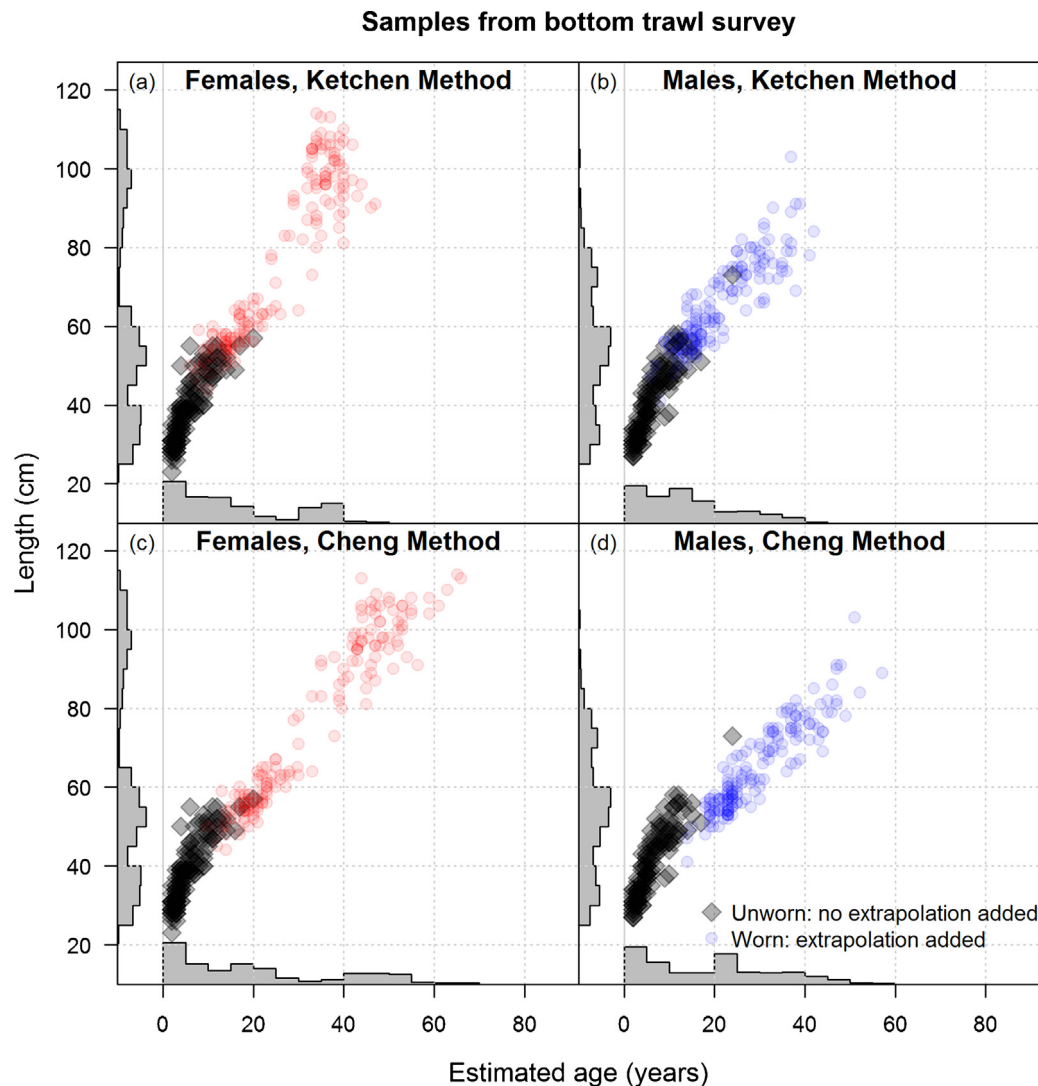 Samples from bottom trawl survey
(a) Females, Ketchen Method
(b) Males, Ketchen Method
120
100
80
60
40
20
(c) Females, Cheng Method
(d) Males, Cheng Method
120
100
80
60
40
20
Unworn: no extrapolation added
Worn: extrapolation added
0 20 40 60 80
0 20 40 60 80
Length (cm)
Estimated age (years)